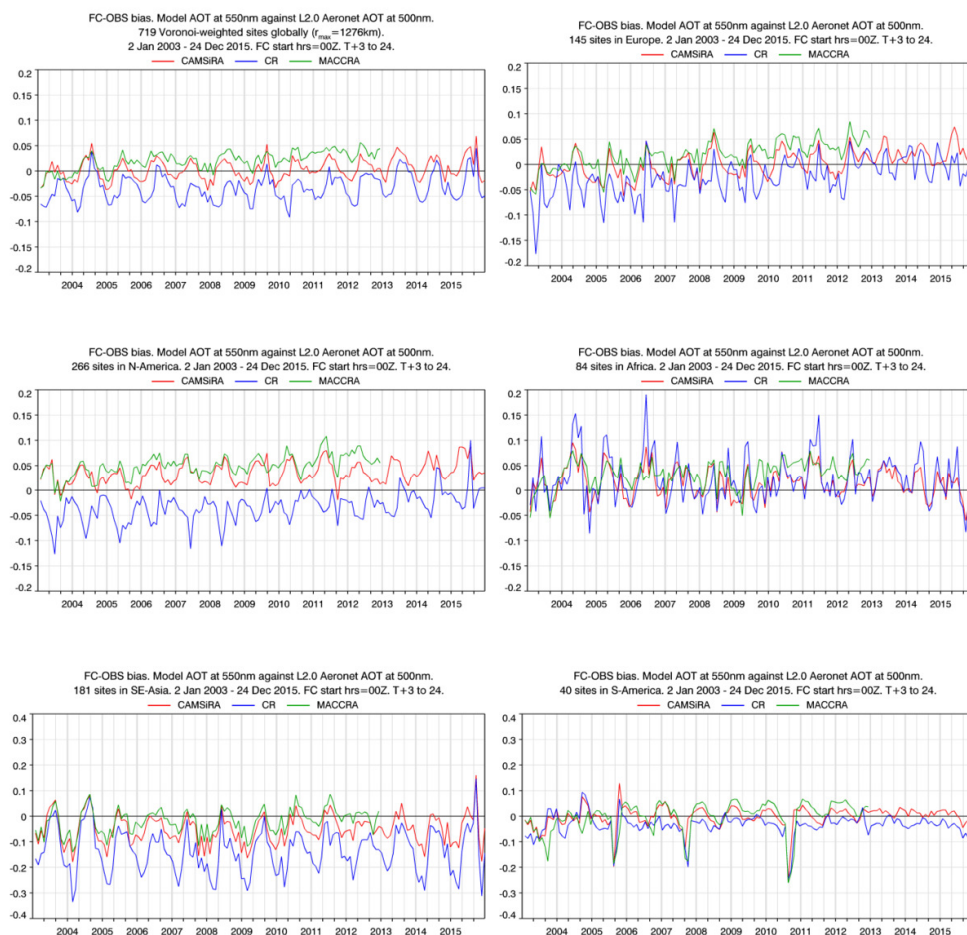 FC-OBS bias. Model AOT at 550nm against L2.0 Aeronet AOT at 500nm.
719 Voronoi-weighted sites globally (rmax=1276km).
2 Jan 2003 - 24 Dec 2015. FC start hrs=00Z. T+3 to 24.
CAMSiRA CR MACCRA
0.2
0.15
0.1
0.05
0
-0.05
-0.1
-0.15
-0.2
2004 2005 2006 2007 2008 2009 2010 2011 2012 2013 2014 2015
FC-OBS bias. Model AOT at 550nm against L2.0 Aeronet AOT at 500nm.
145 sites in Europe. 2 Jan 2003 - 24 Dec 2015. FC start hrs=00Z. T+3 to 24.
CAMSiRA CR MACCRA
0.2
0.15
0.1
0.05
0
-0.05
-0.1
-0.15
-0.2
2004 2005 2006 2007 2008 2009 2010 2011 2012 2013 2014 2015
FC-OBS bias. Model AOT at 550nm against L2.0 Aeronet AOT at 500nm.
266 sites in N-America. 2 Jan 2003 - 24 Dec 2015. FC start hrs=00Z. T+3 to 24.
CAMSiRA CR MACCRA
0.2
0.15
0.1
0.05
0
-0.05
-0.1
-0.15
-0.2
2004 2005 2006 2007 2008 2009 2010 2011 2012 2013 2014 2015
FC-OBS bias. Model AOT at 550nm against L2.0 Aeronet AOT at 500nm.
84 sites in Africa. 2 Jan 2003 - 24 Dec 2015. FC start hrs=00Z. T+3 to 24.
CAMSiRA CR MACCRA
0.2
0.15
0.1
0.05
0
-0.05
-0.1
-0.15
-0.2
2004 2005 2006 2007 2008 2009 2010 2011 2012 2013 2014 2015
FC-OBS bias. Model AOT at 550nm against L2.0 Aeronet AOT at 500nm.
181 sites in SE-Asia. 2 Jan 2003 - 24 Dec 2015. FC start hrs=00Z. T+3 to 24.
CAMSiRA CR MACCRA
0.4
0.3
0.2
0.1
0
-0.1
-0.2
-0.3
-0.4
2004 2005 2006 2007 2008 2009 2010 2011 2012 2013 2014 2015
FC-OBS bias. Model AOT at 550nm against L2.0 Aeronet AOT at 500nm.
40 sites in S-America. 2 Jan 2003 - 24 Dec 2015. FC start hrs=00Z. T+3 to 24.
CAMSiRA CR MACCRA
0.4
0.3
0.2
0.1
-0
-0.1
-0.2
-0.3
-0.4
2004 2005 2006 2007 2008 2009 2010 2011 2012 2013 2014 2015